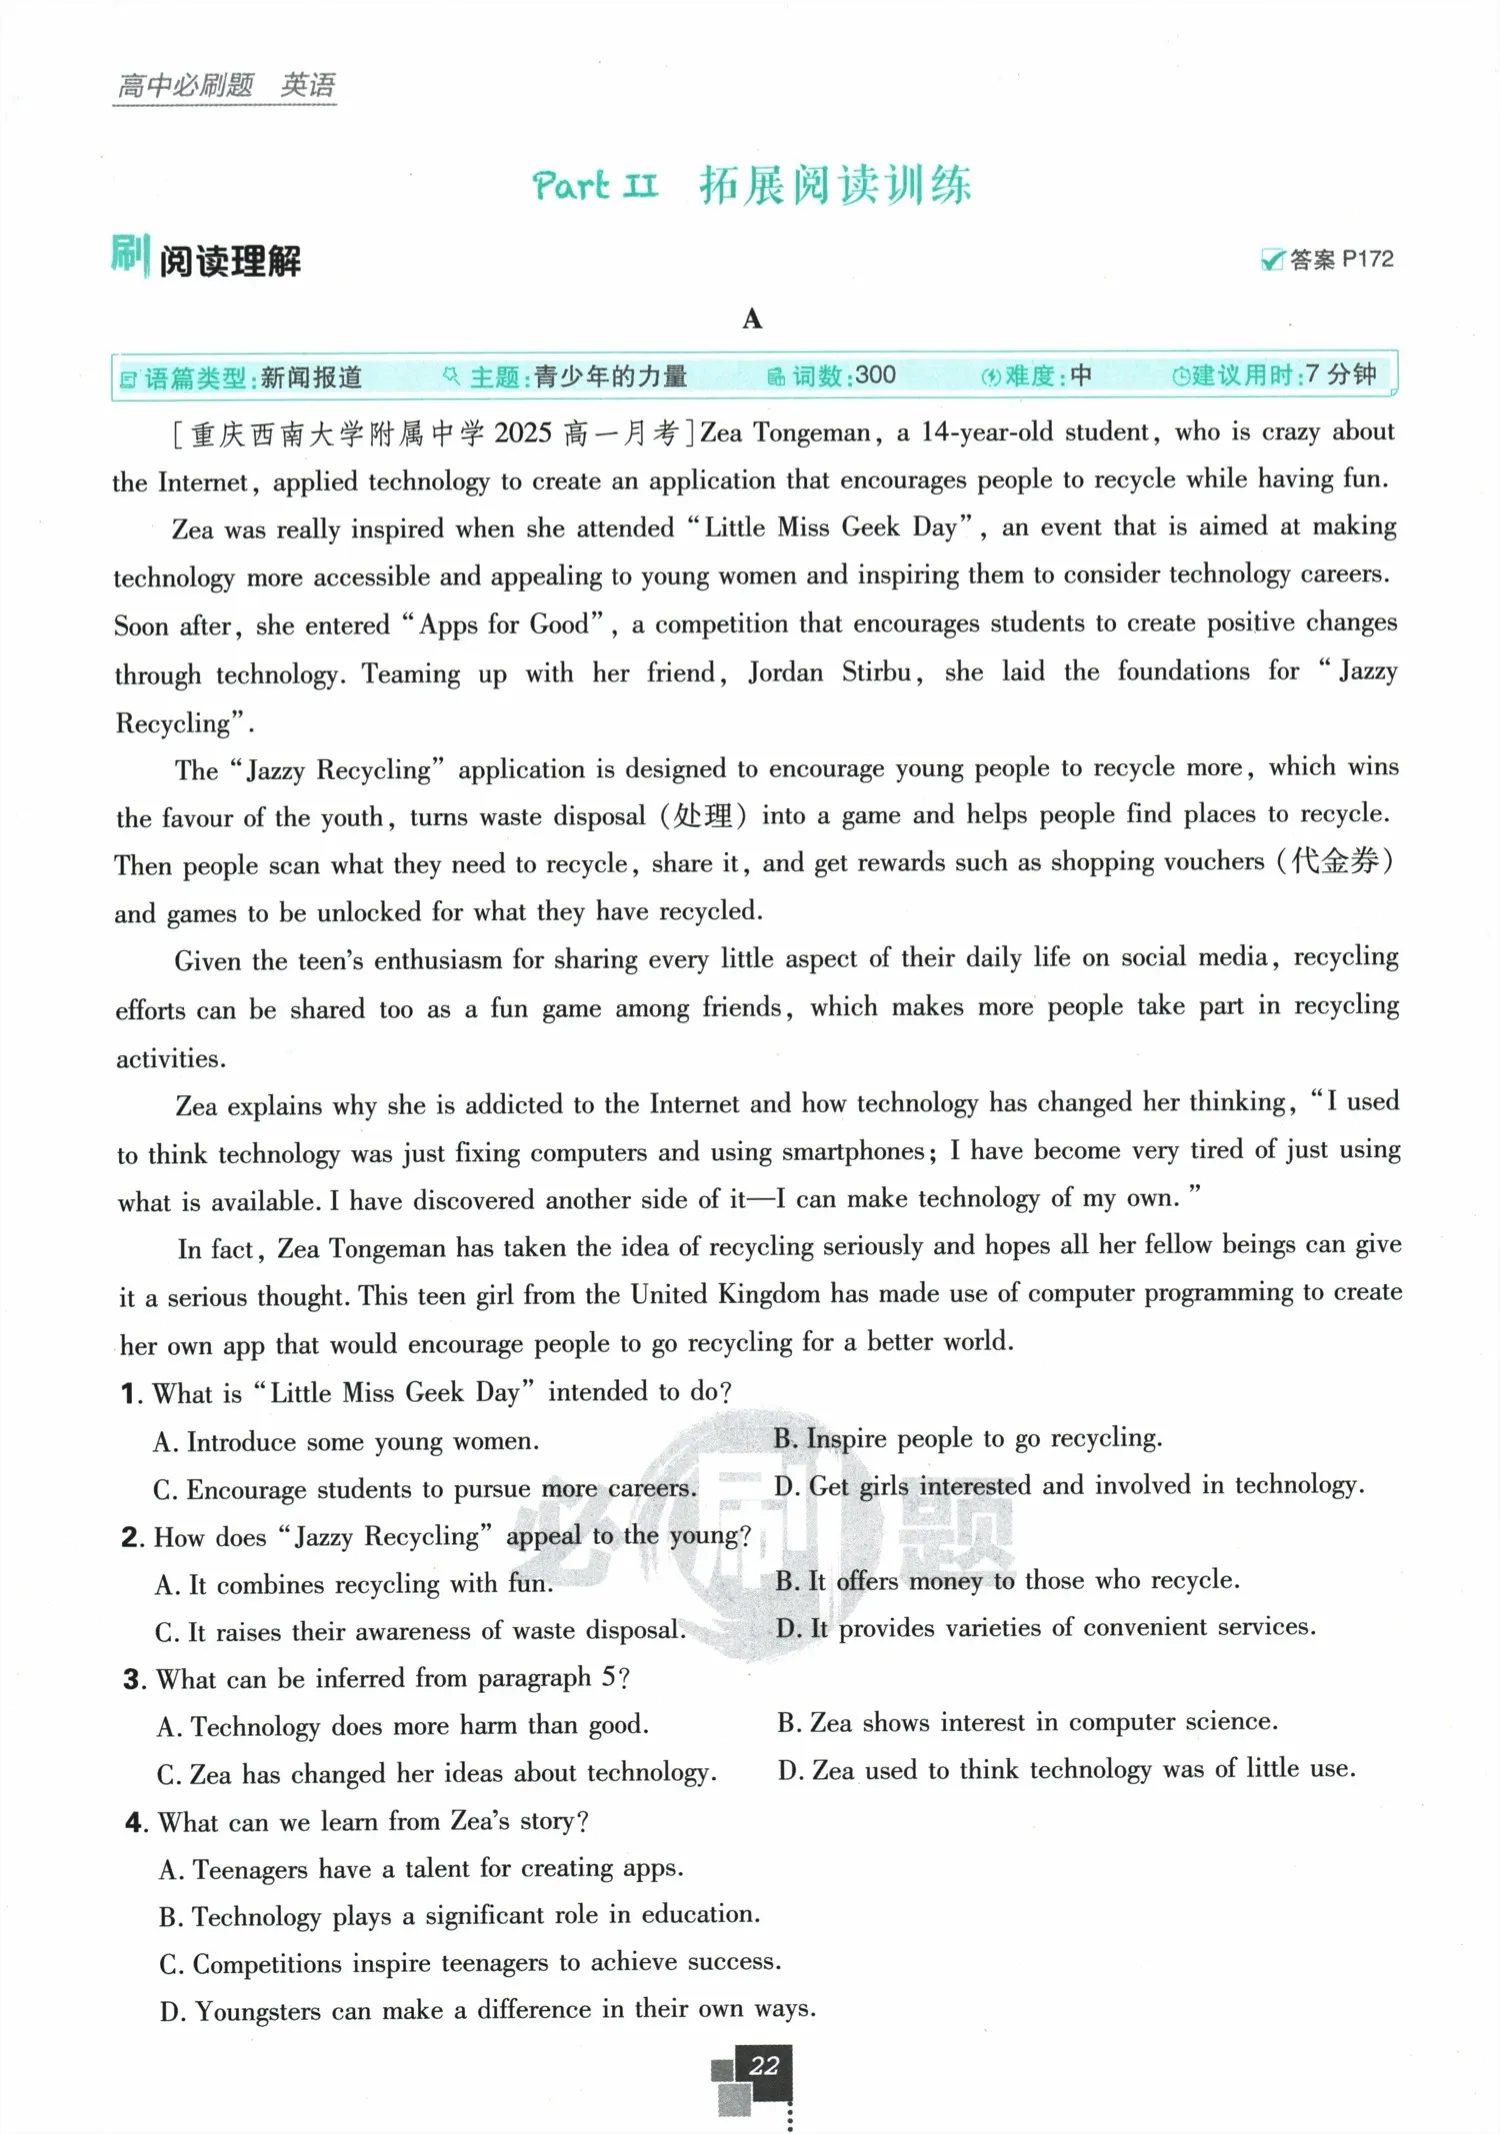 高中必刷题 英语
Part II 拓展阅读训练
刷 阅读理解
答案 P172
A
语篇类型:新闻报道 主题:青少年的力量 词数:300 难度:中 建议用时:7 分钟
[重庆西南大学附属中学 2025 高一月考]Zea Tongeman, a 14-year-old student, who is crazy about
the Internet, applied technology to create an application that encourages people to recycle while having fun.
Zea was really inspired when she attended “Little Miss Geek Day”, an event that is aimed at making
technology more accessible and appealing to young women and inspiring them to consider technology careers.
Soon after, she entered “Apps for Good”, a competition that encourages students to create positive changes
through technology. Teaming up with her friend, Jordan Stirbu, she laid the foundations for “Jazzy
Recycling”.
The “Jazzy Recycling” application is designed to encourage young people to recycle more, which wins
the favour of the youth, turns waste disposal (处理) into a game and helps people find places to recycle.
Then people scan what they need to recycle, share it, and get rewards such as shopping vouchers (代金券)
and games to be unlocked for what they have recycled.
Given the teen’s enthusiasm for sharing every little aspect of their daily life on social media, recycling
efforts can be shared too as a fun game among friends, which makes more people take part in recycling
activities.
Zea explains why she is addicted to the Internet and how technology has changed her thinking, “I used
to think technology was just fixing computers and using smartphones; I have become very tired of just using
what is available. I have discovered another side of it—I can make technology of my own.”
In fact, Zea Tongeman has taken the idea of recycling seriously and hopes all her fellow beings can give
it a serious thought. This teen girl from the United Kingdom has made use of computer programming to create
her own app that would encourage people to go recycling for a better world.
1. What is “Little Miss Geek Day” intended to do?
A. Introduce some young women. B. Inspire people to go recycling.
C. Encourage students to pursue more careers. D. Get girls interested and involved in technology.
2. How does “Jazzy Recycling” appeal to the young?
A. It combines recycling with fun. B. It offers money to those who recycle.
C. It raises their awareness of waste disposal. D. It provides varieties of convenient services.
3. What can be inferred from paragraph 5?
A. Technology does more harm than good. B. Zea shows interest in computer science.
C. Zea has changed her ideas about technology. D. Zea used to think technology was of little use.
4. What can we learn from Zea’s story?
A. Teenagers have a talent for creating apps.
B. Technology plays a significant role in education.
C. Competitions inspire teenagers to achieve success.
D. Youngsters can make a difference in their own ways.
必刷题
22